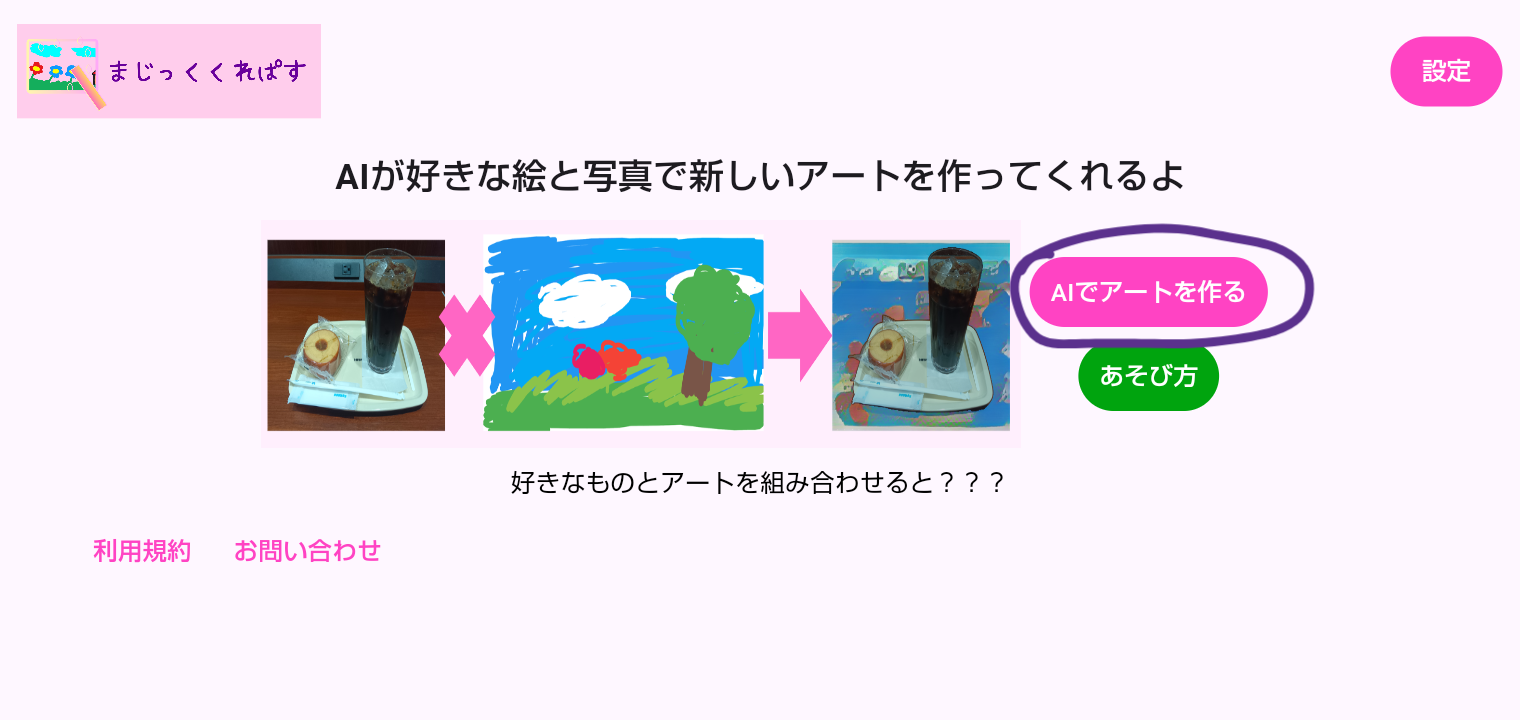 まじっくくれぱす
設定
AIが好きな絵と写真で新しいアートを作ってくれるよ
AIでアートを作る
あそび方
好きなものとアートを組み合わせると？？？
利用規約 お問い合わせ